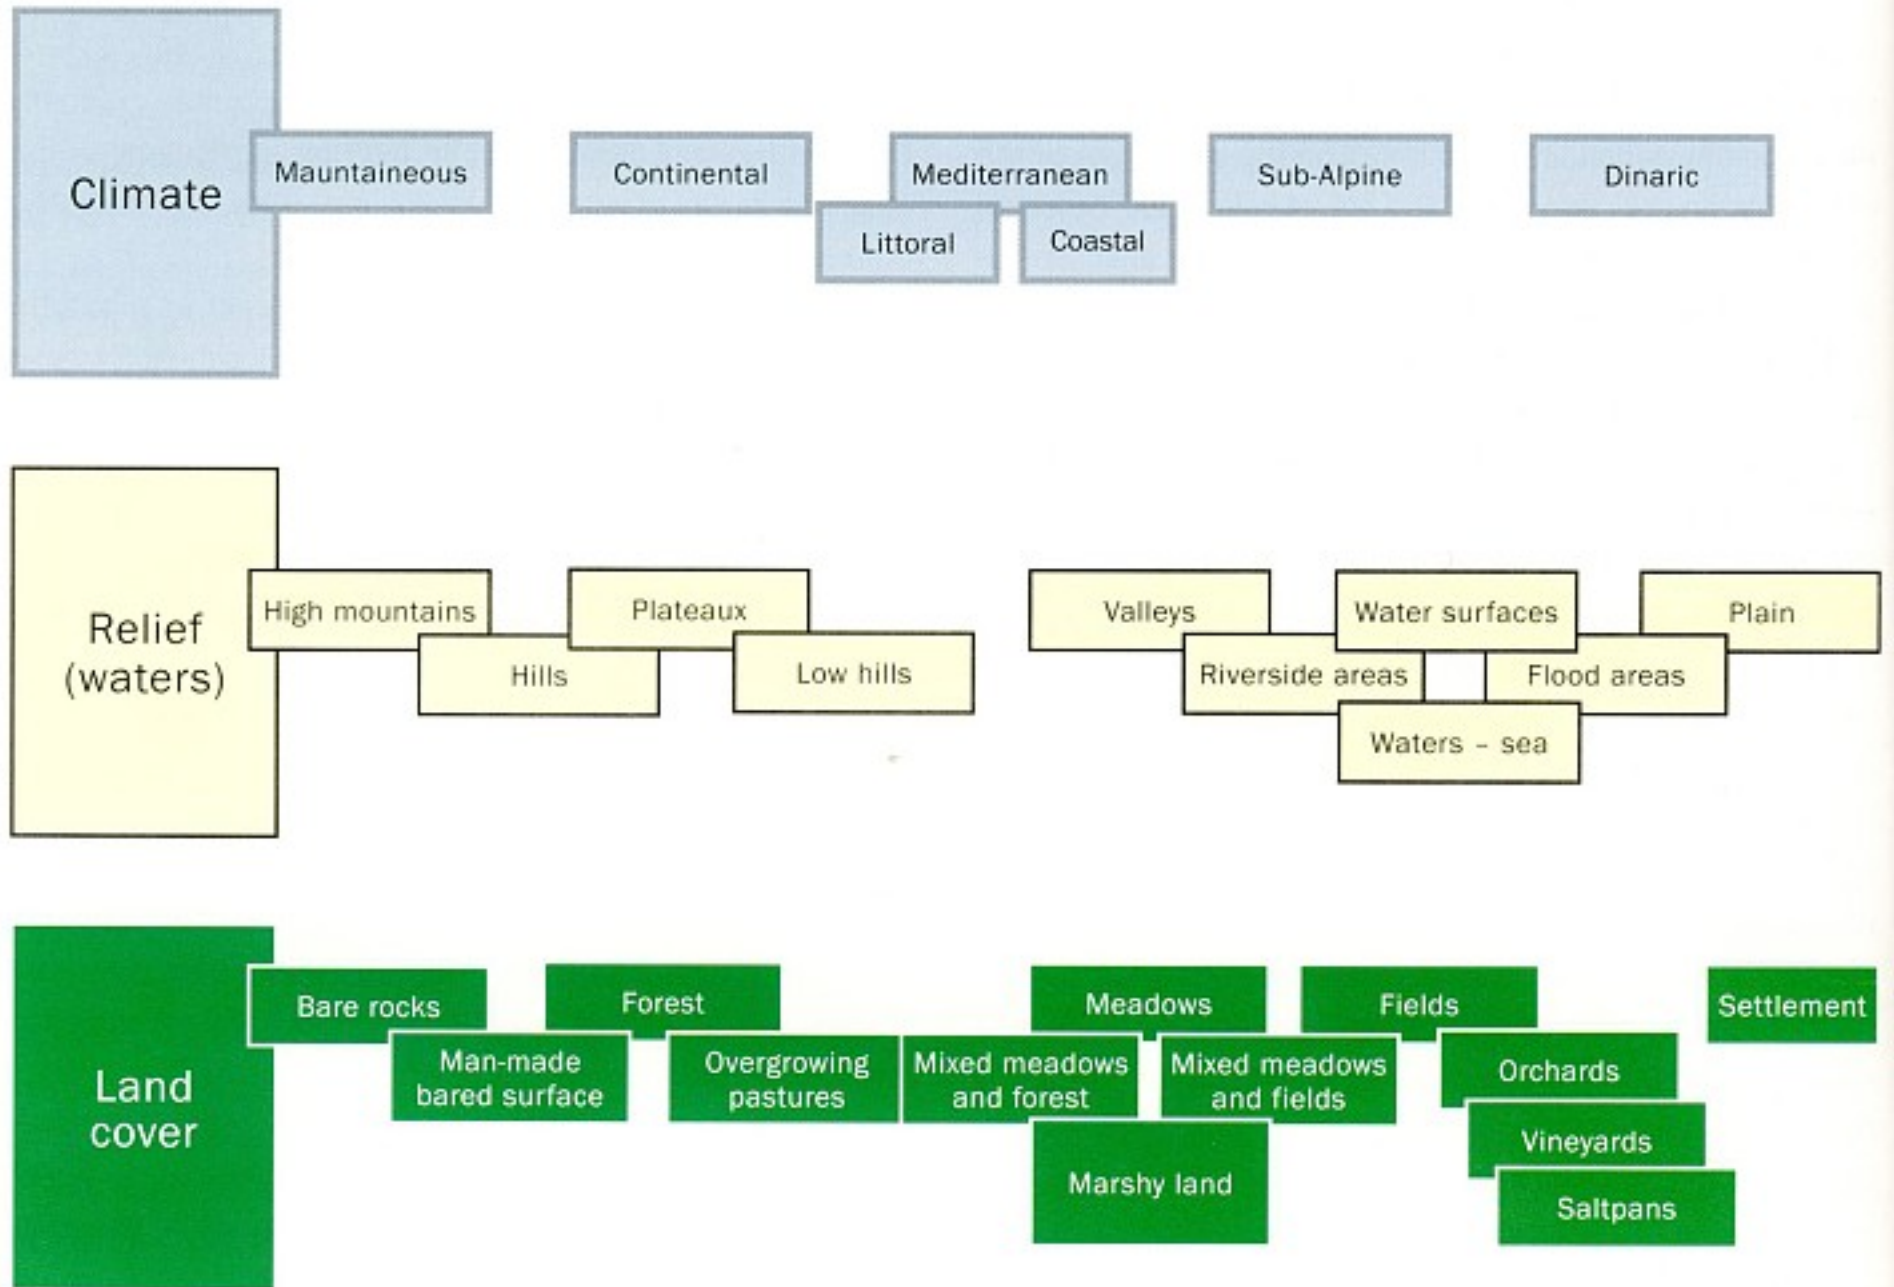 Climate
Mauntaineous
Continental
Mediterranean
Sub-Alpine
Dinaric
Littoral
Coastal
Relief
(waters)
High mountains
Plateaux
Valleys
Water surfaces
Plain
Hills
Low hills
Riverside areas
Flood areas
Waters – sea
Land
cover
Bare rocks
Forest
Meadows
Fields
Settlement
Man-made
bared surface
Overgrowing
pastures
Mixed meadows
and forest
Mixed meadows
and fields
Orchards
Vineyards
Marshy land
Saltpans